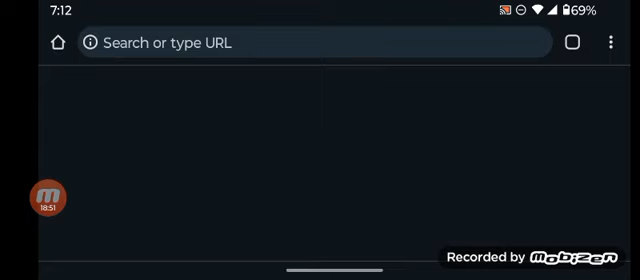 7:12
69%
Search or type URL
18:51
Recorded by mobizen